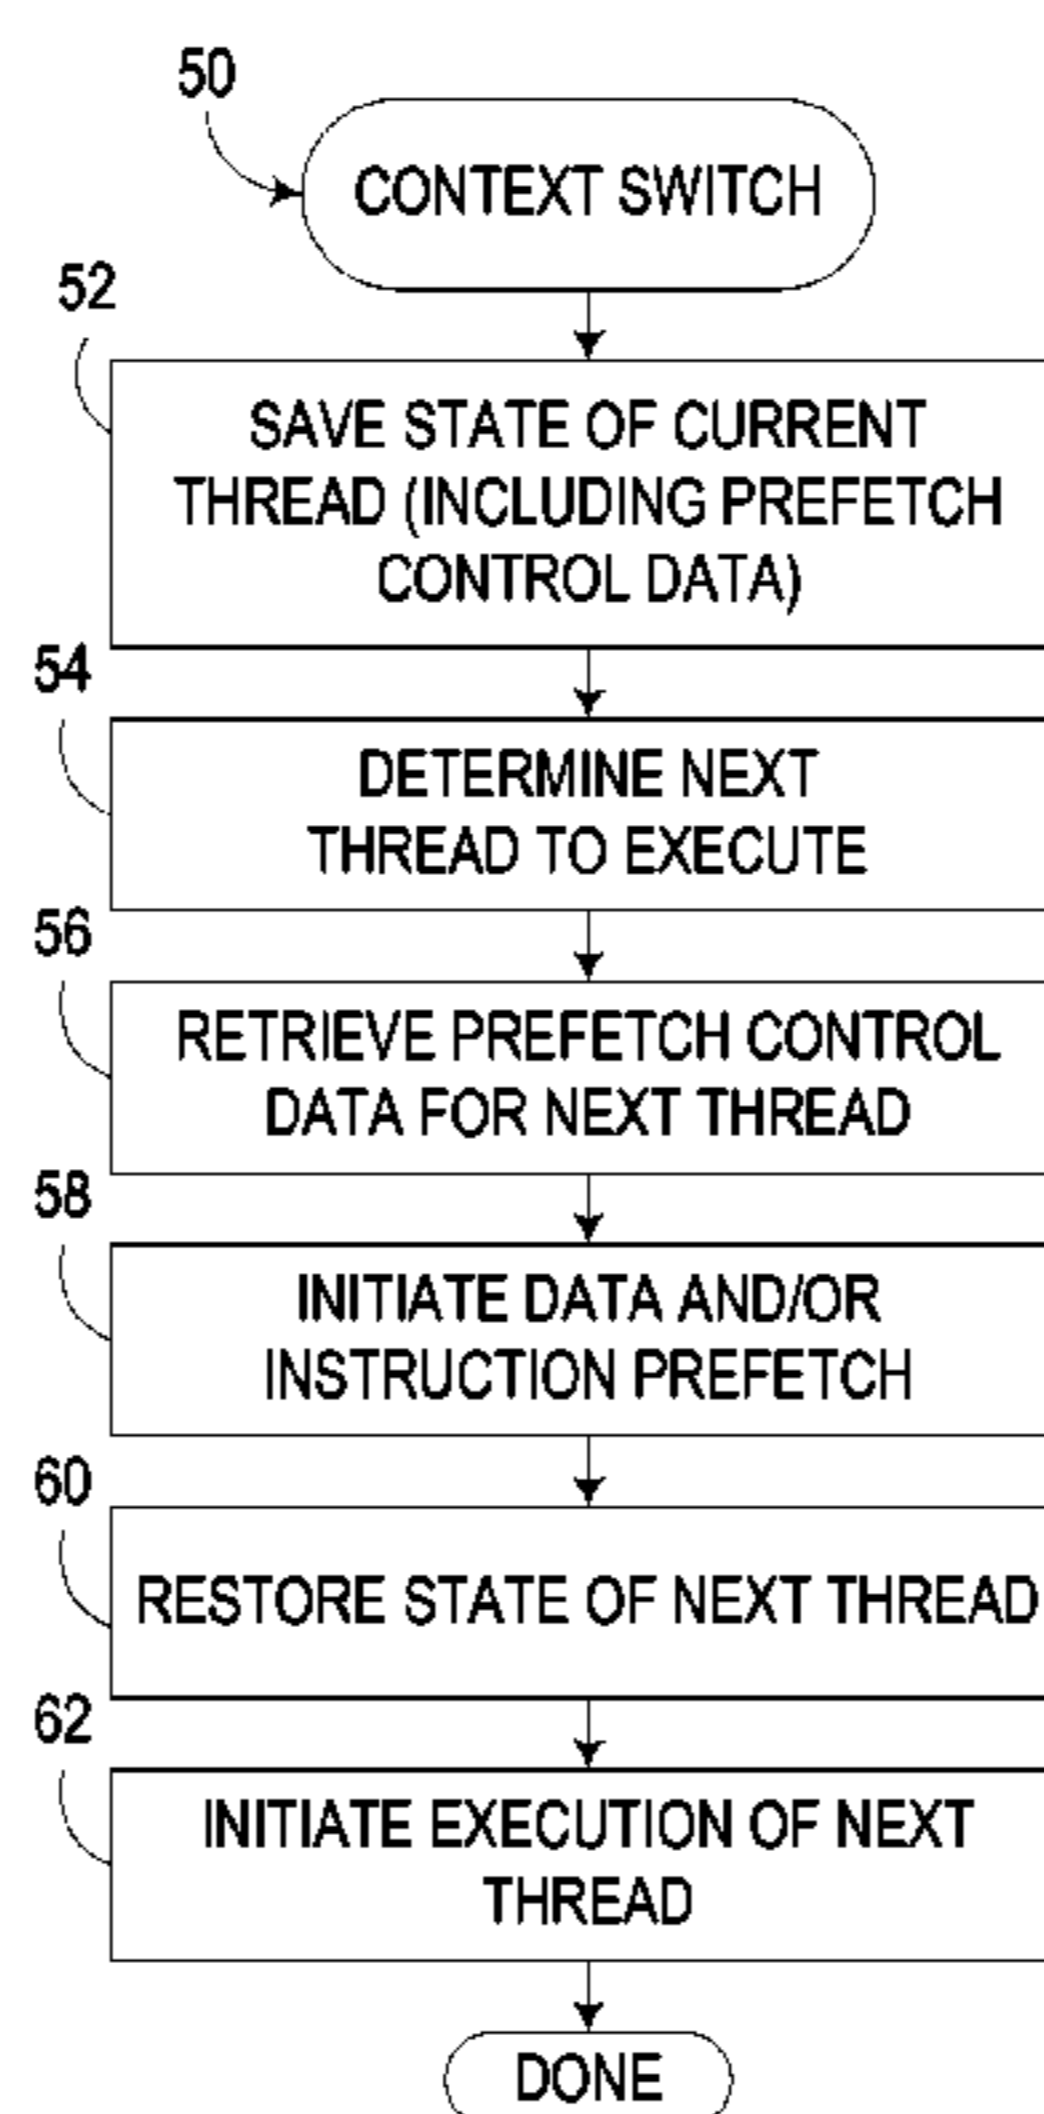 50
CONTEXT SWITCH
52
SAVE STATE OF CURRENT
THREAD (INCLUDING PREFETCH
CONTROL DATA)
54
DETERMINE NEXT
THREAD TO EXECUTE
56
RETRIEVE PREFETCH CONTROL
DATA FOR NEXT THREAD
58
INITIATE DATA AND/OR
INSTRUCTION PREFETCH
60
RESTORE STATE OF NEXT THREAD
62
INITIATE EXECUTION OF NEXT
THREAD
DONE